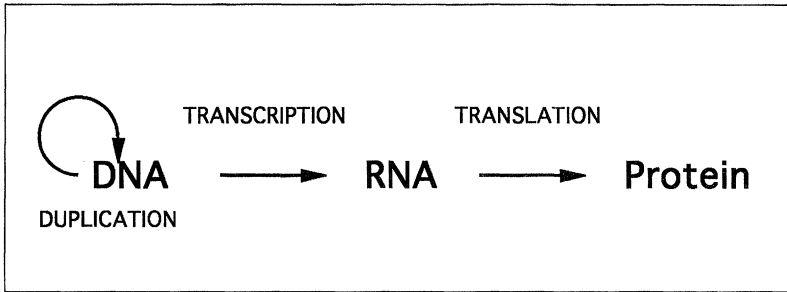 TRANSCRIPTION TRANSLATION
DNA RNA Protein
DUPLICATION